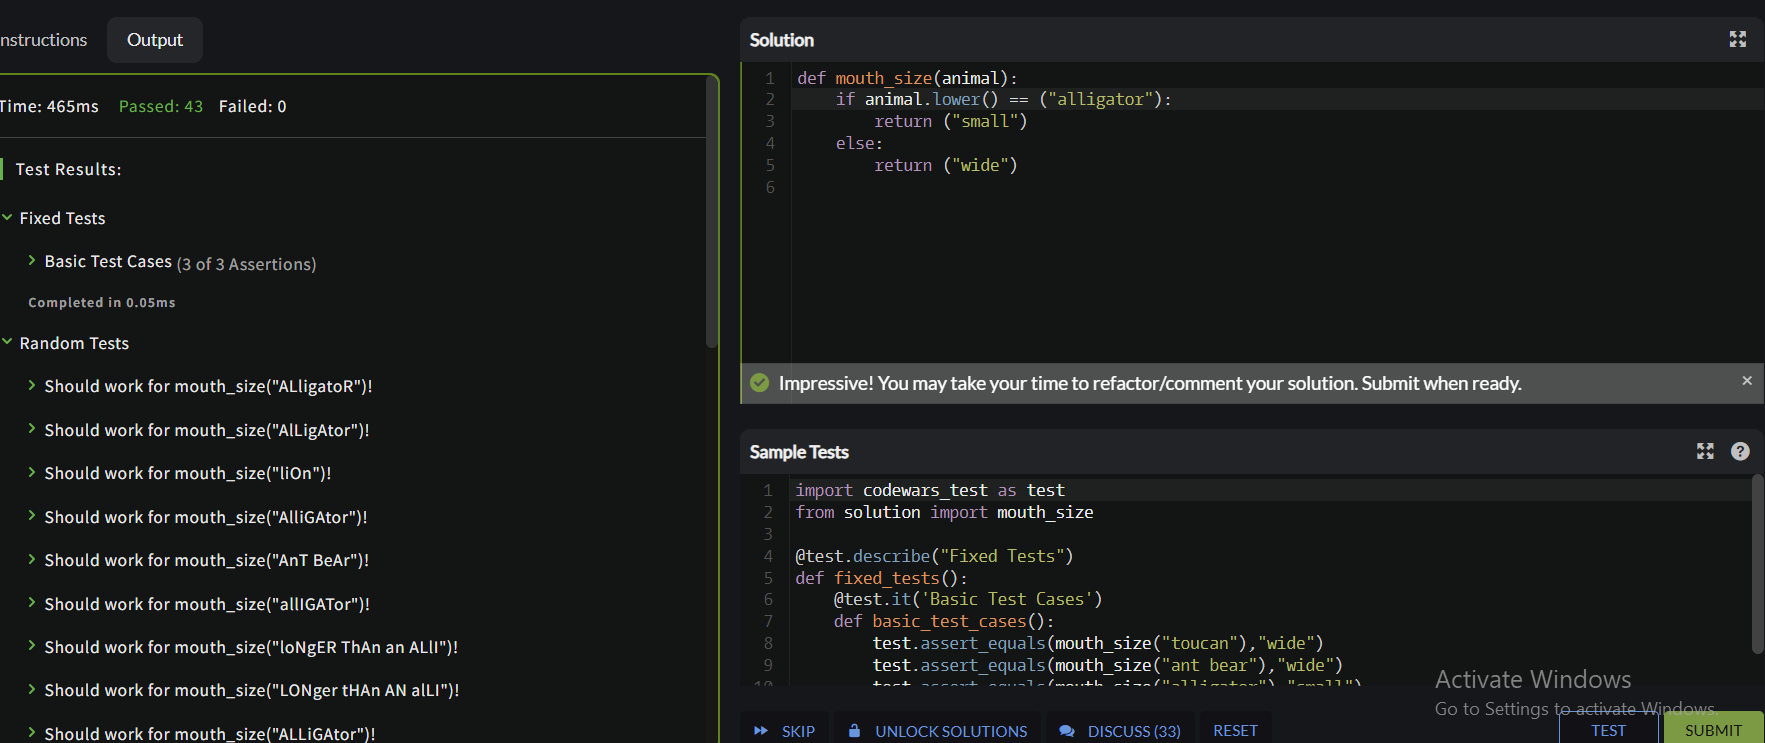 nstructions
Output
Time: 465ms Passed: 43 Failed: 0
Test Results:
Fixed Tests
Basic Test Cases (3 of 3 Assertions)
Completed in 0.05ms
Random Tests
Should work for mouth_size("ALligatoR")!
Should work for mouth_size("AlLigAtor")!
Should work for mouth_size("liOn")!
Should work for mouth_size("AlliGAtor")!
Should work for mouth_size("AnT BeAr")!
Should work for mouth_size("allIGATor")!
Should work for mouth_size("loNgER ThAn an ALlI")!
Should work for mouth_size("LONger tHAn AN alLI")!
Should work for mouth_size("ALLiGAtor")!
Solution
1 def mouth_size(animal):
2 if animal.lower() == ("alligator"):
3 return ("small")
4 else:
5 return ("wide")
6
Impressive! You may take your time to refactor/comment your solution. Submit when ready.
Sample Tests
1 import codewars_test as test
2 from solution import mouth_size
3
4 @test.describe("Fixed Tests")
5 def fixed_tests():
6 @test.it('Basic Test Cases')
7 def basic_test_cases():
8 test.assert_equals(mouth_size("toucan"),"wide")
9 test.assert_equals(mouth_size("ant bear"),"wide")
10 test.assert_equals(mouth_size("alligator"),"small")
Activate Windows
Go to Settings to activate Windows.
SKIP UNLOCK SOLUTIONS DISCUSS (33) RESET TEST SUBMIT